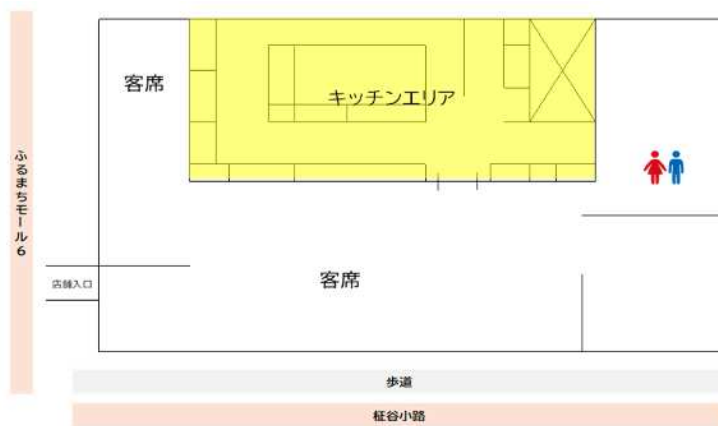 客席
キッチンエリア
ふるまちモール6
店舗入口
客席
歩道
柾谷小路